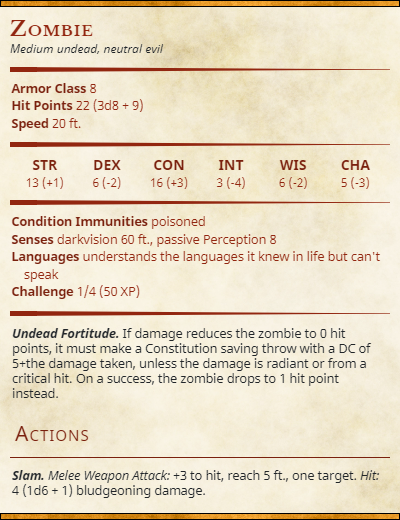 Zombie
Medium undead, neutral evil
Armor Class 8
Hit Points 22 (3d8 + 9)
Speed 20 ft.
STR DEX CON INT WIS CHA
13 (+1) 6 (-2) 16 (+3) 3 (-4) 6 (-2) 5 (-3)
Condition Immunities poisoned
Senses darkvision 60 ft., passive Perception 8
Languages understands the languages it knew in life but can't
speak
Challenge 1/4 (50 XP)
Undead Fortitude. If damage reduces the zombie to 0 hit
points, it must make a Constitution saving throw with a DC of
5+the damage taken, unless the damage is radiant or from a
critical hit. On a success, the zombie drops to 1 hit point
instead.
Actions
Slam. Melee Weapon Attack: +3 to hit, reach 5 ft., one target. Hit:
4 (1d6 + 1) bludgeoning damage.